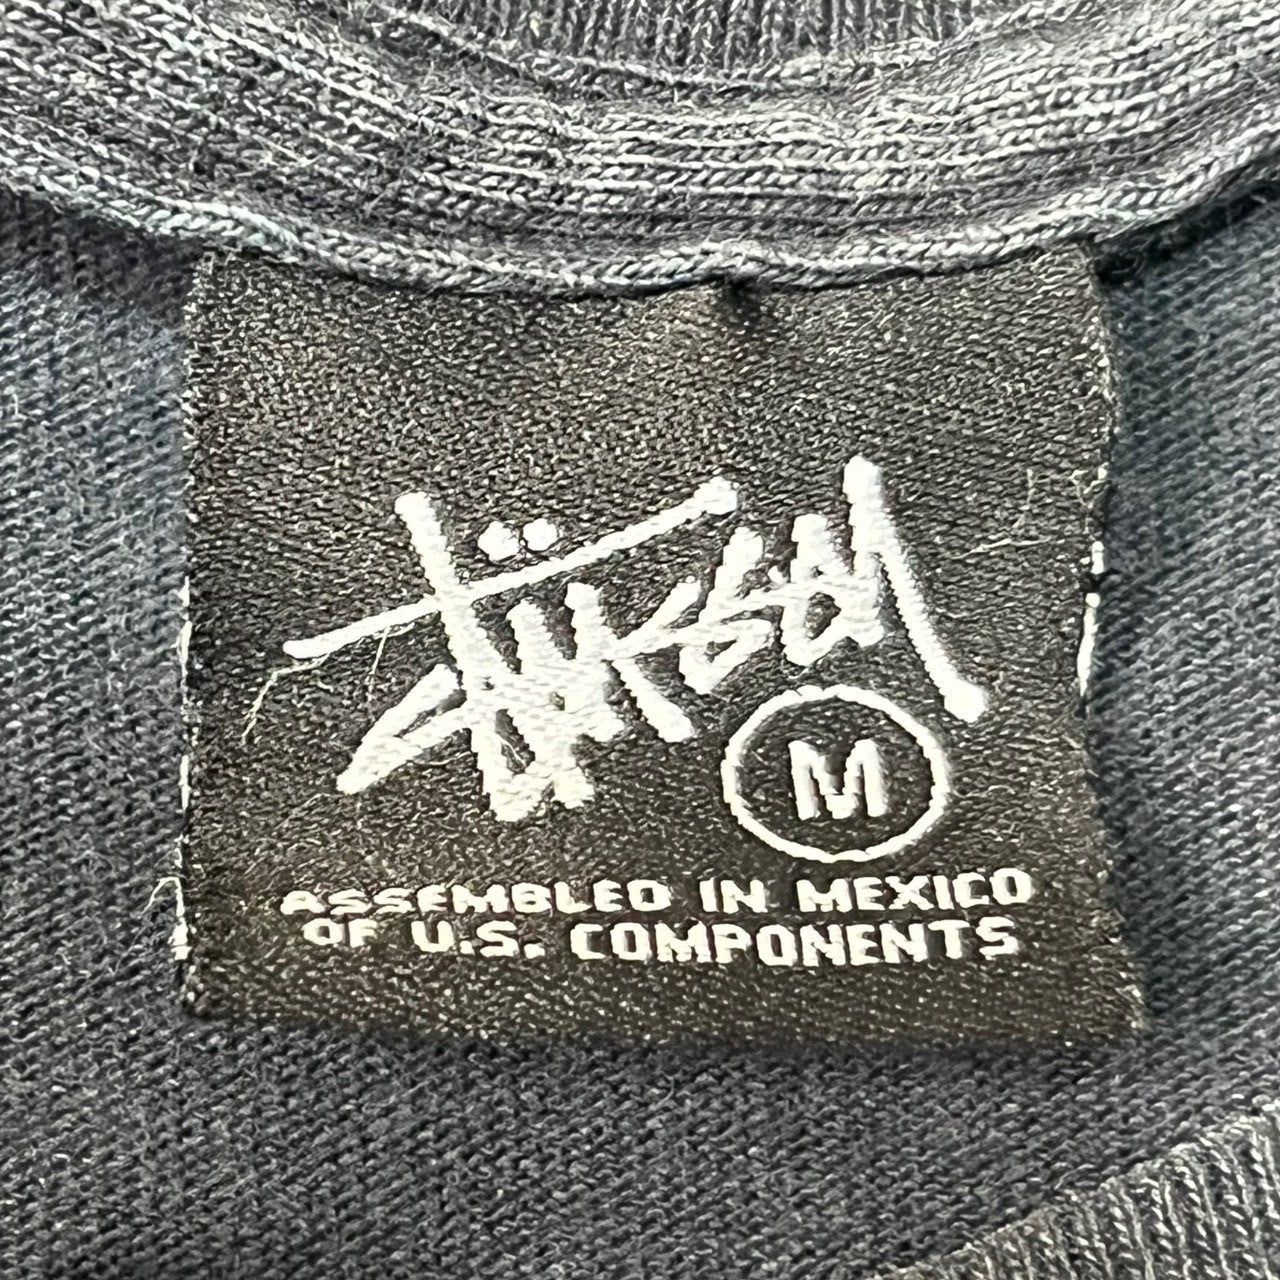 Stüssy
M
ASSEMBLED IN MEXICO
OF U.S. COMPONENTS